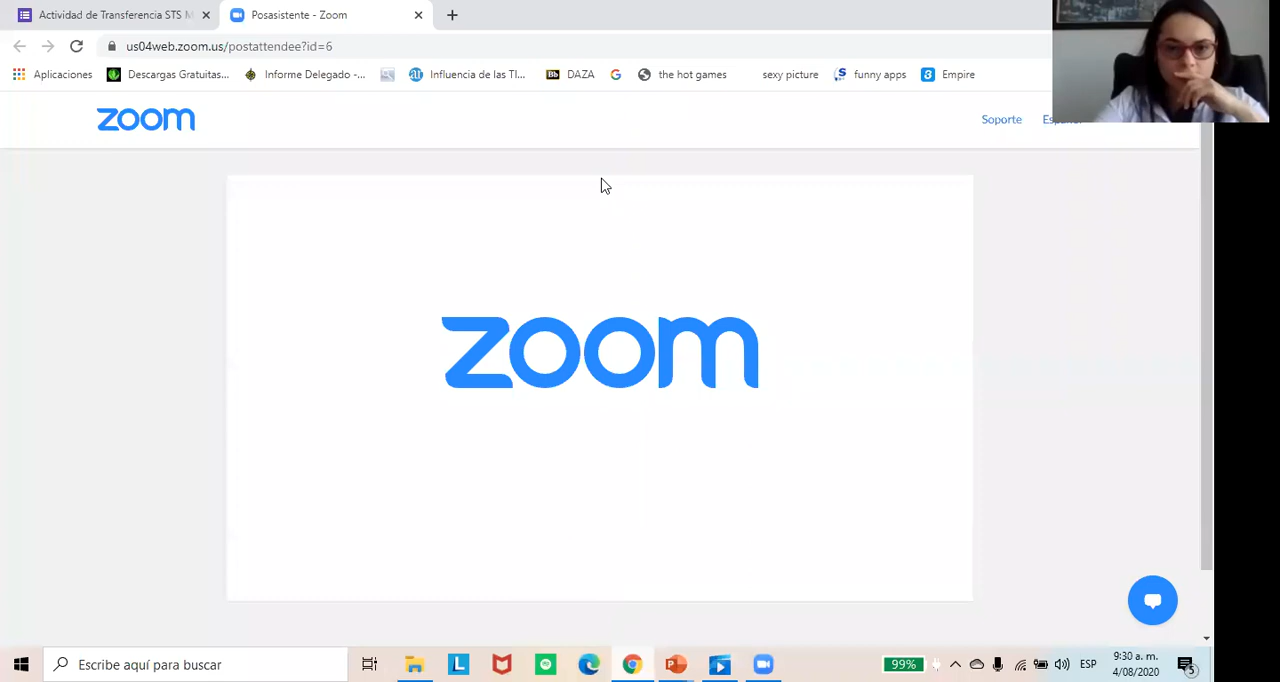 Actividad de Transferencia STS M
Posasistente - Zoom
us04web.zoom.us/postattendee?id=6
Aplicaciones
Descargas Gratuitas...
Informe Delegado -...
Influencia de las TI...
Bb DAZA
the hot games
sexy picture
funny apps
Empire
zoom
Soporte
zoom
Escribe aquí para buscar
99%
ESP
9:30 a. m.
4/08/2020
5